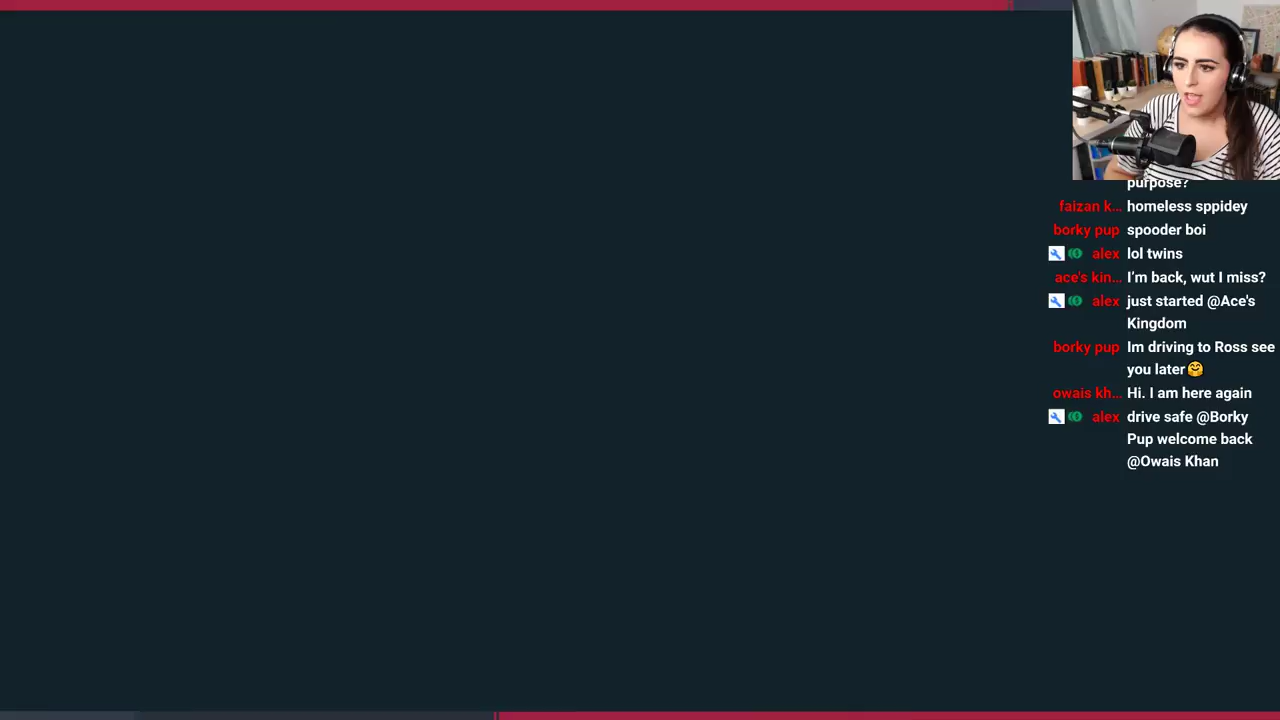 purpose?
faizan k... homeless sppidey
borky pup spooder boi
alex lol twins
ace's kin... I'm back, wut I miss?
alex just started @Ace's
Kingdom
borky pup Im driving to Ross see
you later🤗
owais kh... Hi. I am here again
alex drive safe @Borky
Pup welcome back
@Owais Khan